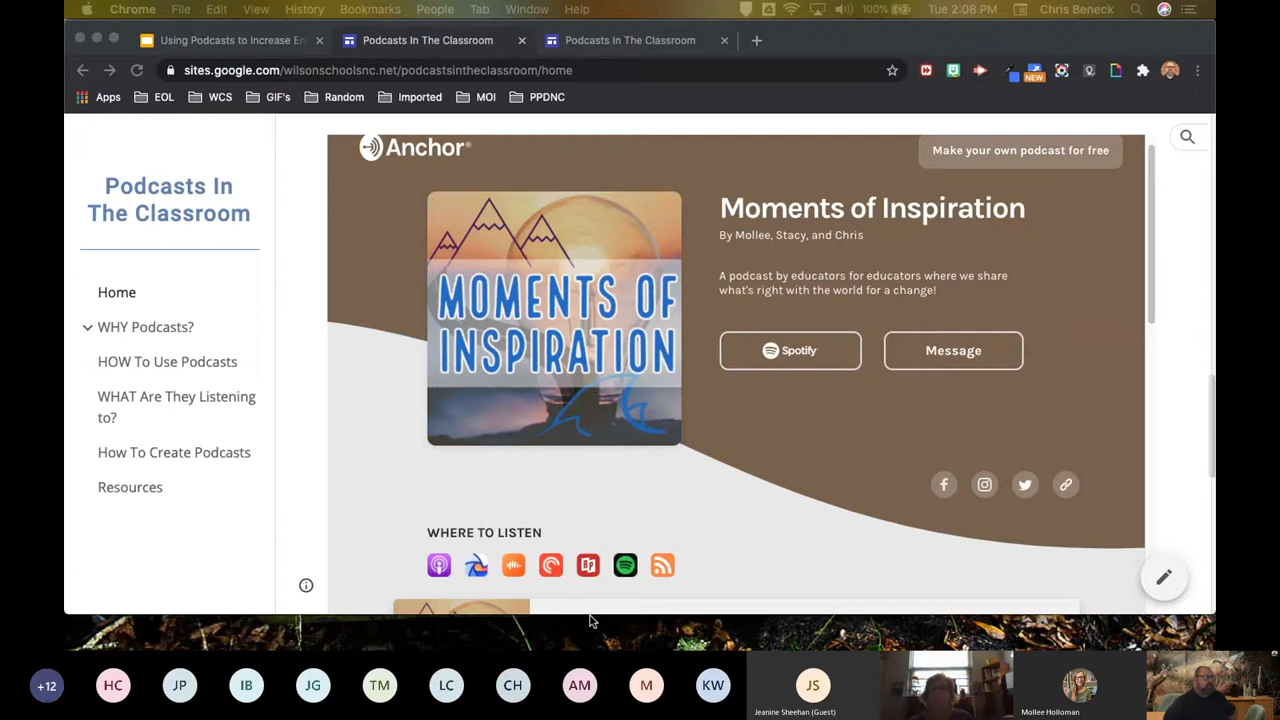 Chrome File Edit View History Bookmarks People Tab Window Help 100% Tue 2:08 PM Chris Beneck
Using Podcasts to Increase En Podcasts In The Classroom Podcasts In The Classroom
sites.google.com/wilsonschoolsnc.net/podcastsintheclassroom/home
NEW
Apps EOL WCS GIF's Random Imported MOI PPDNC
Podcasts In
The Classroom
Home
WHY Podcasts?
HOW To Use Podcasts
WHAT Are They Listening
to?
How To Create Podcasts
Resources
Anchor
Make your own podcast for free
MOMENTS OF
INSPIRATION
Moments of Inspiration
By Mollee, Stacy, and Chris
A podcast by educators for educators where we share
what's right with the world for a change!
Spotify
Message
WHERE TO LISTEN
+12 HC JP IB JG TM LC CH AM M KW JS
Jeanine Sheehan (Guest)
Mollee Holloman